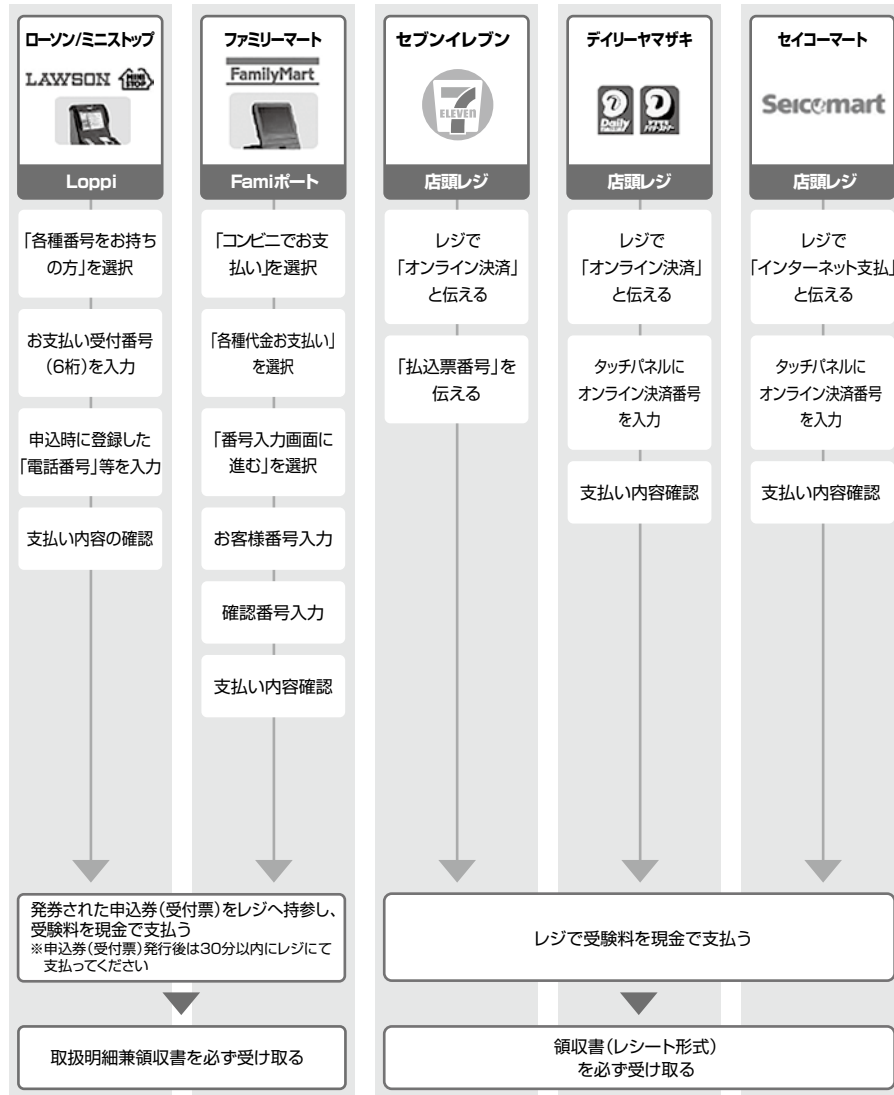 ローソン/ミニストップ
LAWSON MINI STOP
Loppi
「各種番号をお持ち
の方」を選択
お支払い受付番号
(6桁)を入力
申込時に登録した
「電話番号」等を入力
支払い内容の確認
ファミリーマート
FamilyMart
Famiポート
「コンビニでお支
払い」を選択
「各種代金お支払い」
を選択
「番号入力画面に
進む」を選択
お客様番号入力
確認番号入力
支払い内容確認
セブンイレブン
7
ELEVEN
店頭レジ
レジで
「オンライン決済」
と伝える
「払込票番号」を
伝える
デイリーヤマザキ
Daily
店頭レジ
レジで
「オンライン決済」
と伝える
タッチパネルに
オンライン決済番号
を入力
支払い内容確認
セイコーマート
Seicomart
店頭レジ
レジで
「インターネット支払」
と伝える
タッチパネルに
オンライン決済番号
を入力
支払い内容確認
発券された申込券(受付票)をレジへ持参し、
受験料を現金で支払う
※申込券(受付票)発行後は30分以内にレジにて
支払ってください
取扱明細兼領収書を必ず受け取る
レジで受験料を現金で支払う
領収書(レシート形式)
を必ず受け取る